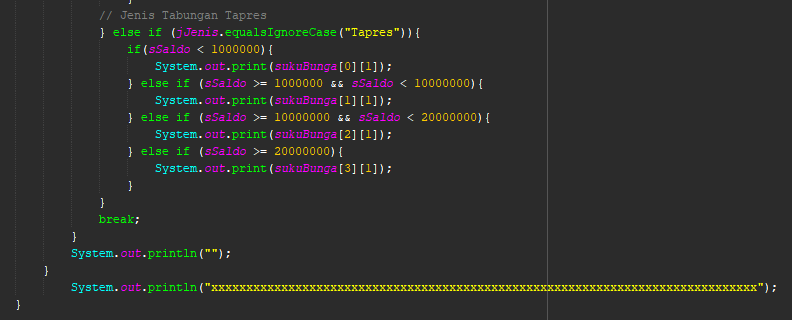 }
// Jenis Tabungan Tapres
} else if (jJenis.equalsIgnoreCase("Tapres")){
if(sSaldo < 1000000){
System.out.print(sukuBunga[0][1]);
} else if (sSaldo >= 1000000 && sSaldo < 10000000){
System.out.print(sukuBunga[1][1]);
} else if (sSaldo >= 10000000 && sSaldo < 20000000){
System.out.print(sukuBunga[2][1]);
} else if (sSaldo >= 20000000){
System.out.print(sukuBunga[3][1]);
}
}
break;
}
System.out.println("");
}
System.out.println("xxxxxxxxxxxxxxxxxxxxxxxxxxxxxxxxxxxxxxxxxxxxxxxxxxxxxxxxxxxxxxxxxxxxxxxxxxxxxx");
}